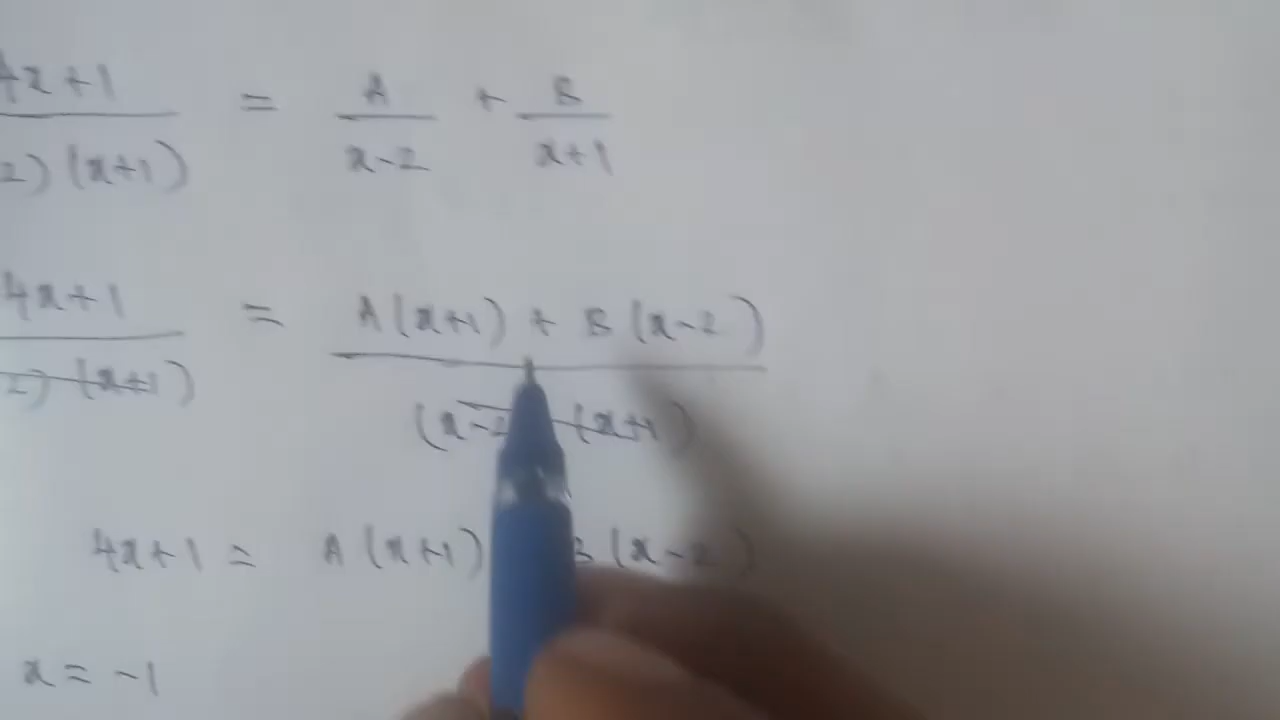 4x+1 = A + B
2) (x+1) x-2 x+1
4x+1 = A(x+1) + B(x-2)
2) (x+1) (x-2 (x+1)
4x+1 = A(x+1) B(x-2)
x = -1